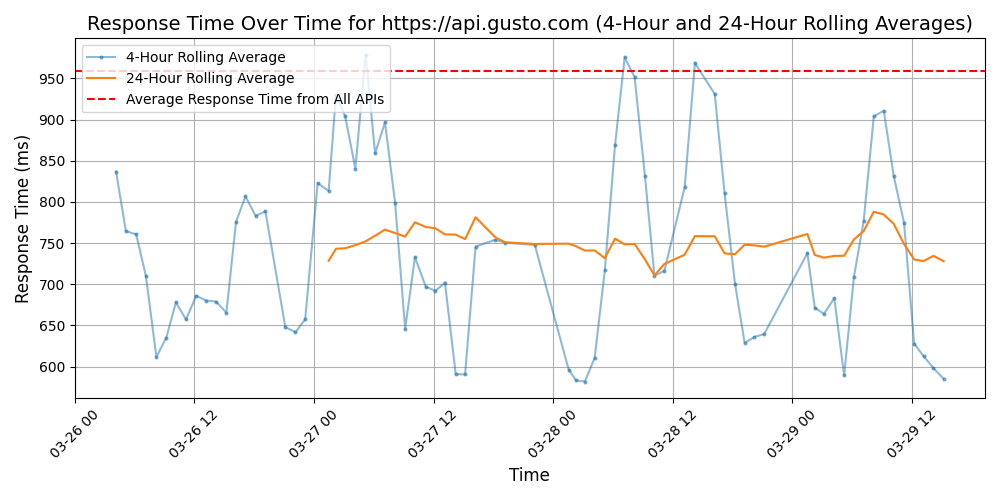 Response Time Over Time for https://api.gusto.com (4-Hour and 24-Hour Rolling Averages)
4-Hour Rolling Average
24-Hour Rolling Average
Average Response Time from All APIs
Response Time (ms)
950
900
850
800
750
700
650
600
03-26 00
03-26 12
03-27 00
03-27 12
03-28 00
03-28 12
03-29 00
03-29 12
Time